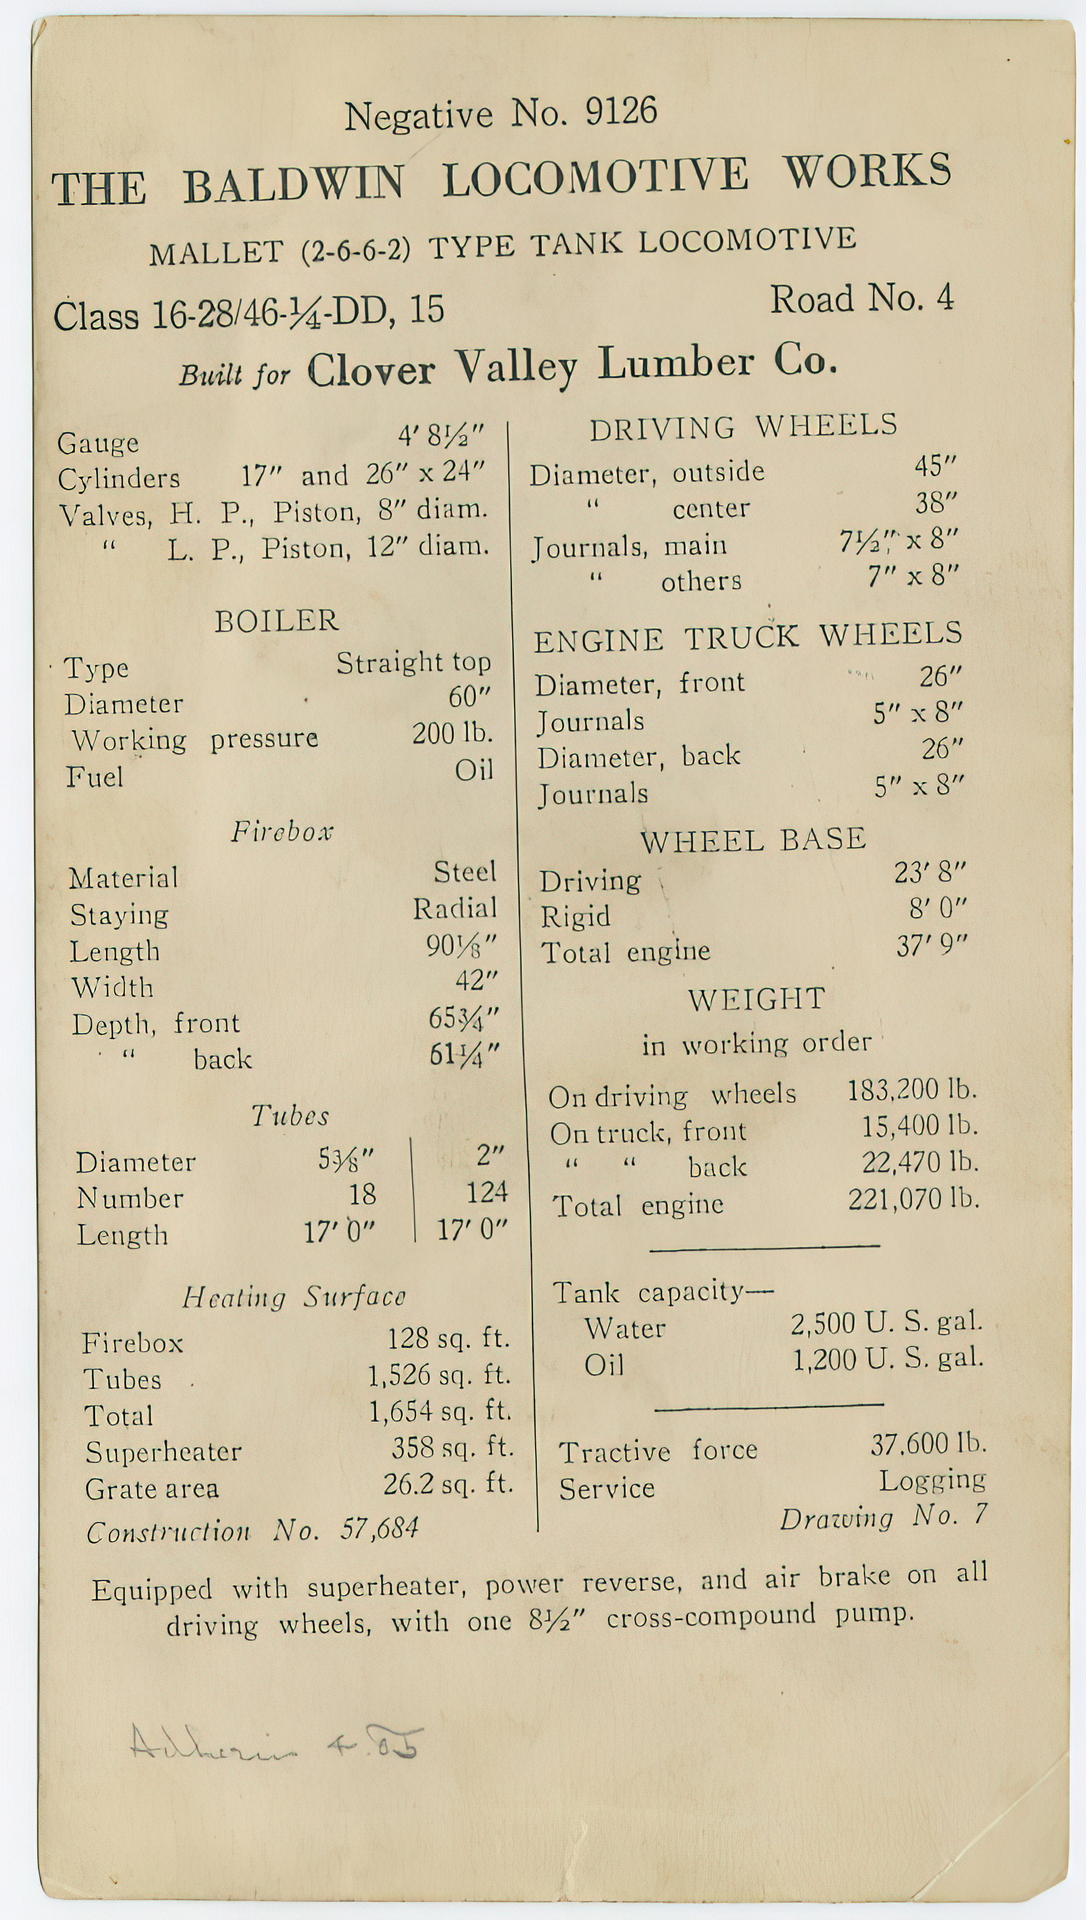 Negative No. 9126
THE BALDWIN LOCOMOTIVE WORKS
MALLET (2-6-6-2) TYPE TANK LOCOMOTIVE
Class 16-28/46-¼-DD, 15 Road No. 4
Built for Clover Valley Lumber Co.
Gauge 4′ 8½″
Cylinders 17″ and 26″ x 24″
Valves, H. P., Piston, 8″ diam.
“ L. P., Piston, 12″ diam.
BOILER
Type Straight top
Diameter 60″
Working pressure 200 lb.
Fuel Oil
Firebox
Material Steel
Staying Radial
Length 90⅛″
Width 42″
Depth, front 65¾″
“ back 61¼″
Tubes
Diameter 5⅜″ 2″
Number 18 124
Length 17′ 0″ 17′ 0″
Heating Surface
Firebox 128 sq. ft.
Tubes 1,526 sq. ft.
Total 1,654 sq. ft.
Superheater 358 sq. ft.
Grate area 26.2 sq. ft.
Construction No. 57,684
DRIVING WHEELS
Diameter, outside 45″
“ center 38″
Journals, main 7½″ x 8″
“ others 7″ x 8″
ENGINE TRUCK WHEELS
Diameter, front 26″
Journals 5″ x 8″
Diameter, back 26″
Journals 5″ x 8″
WHEEL BASE
Driving 23′ 8″
Rigid 8′ 0″
Total engine 37′ 9″
WEIGHT
in working order
On driving wheels 183,200 lb.
On truck, front 15,400 lb.
“ “ back 22,470 lb.
Total engine 221,070 lb.
Tank capacity—
Water 2,500 U. S. gal.
Oil 1,200 U. S. gal.
Tractive force 37,600 lb.
Service Logging
Drawing No. 7
Equipped with superheater, power reverse, and air brake on all
driving wheels, with one 8½″ cross-compound pump.